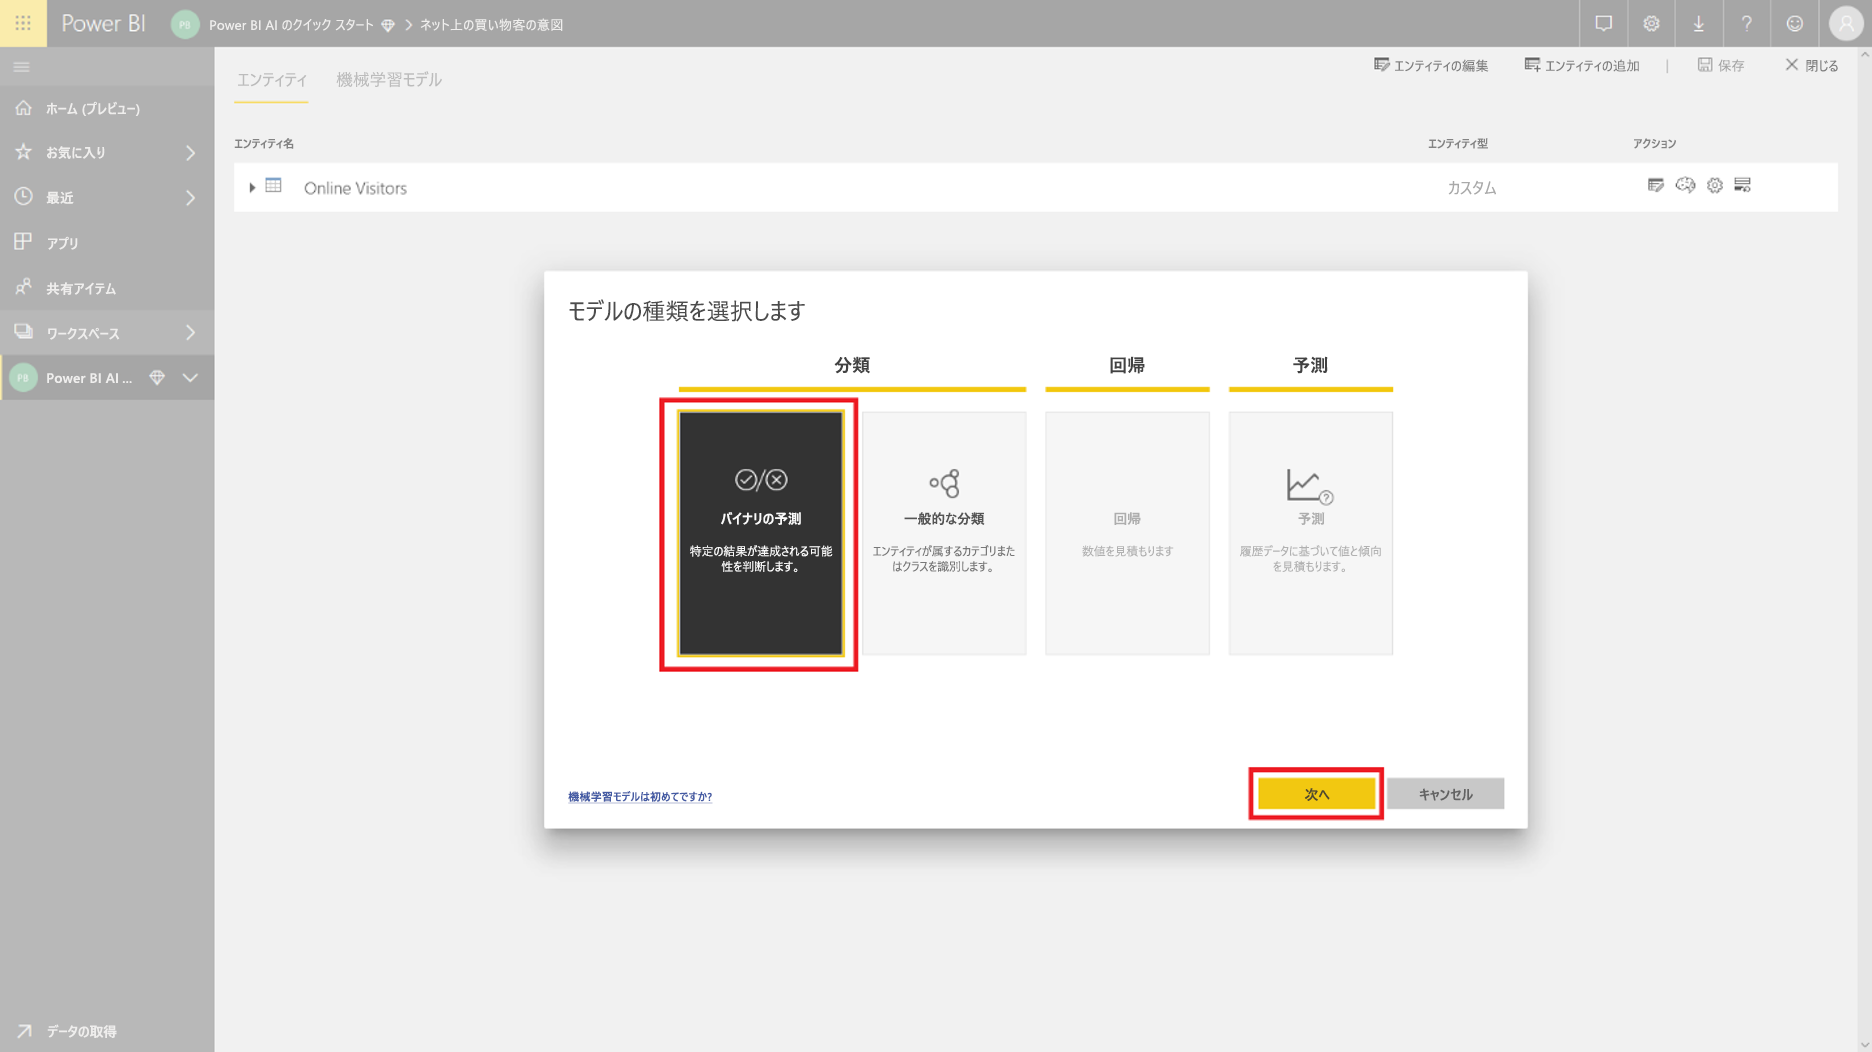 Power BI
PB
Power BI AI のクイック スタート
ネット上の買い物客の意図
ホーム (プレビュー)
お気に入り
最近
アプリ
共有アイテム
ワークスペース
PB
Power BI AI ...
データの取得
エンティティ
機械学習モデル
エンティティの編集
エンティティの追加
保存
閉じる
エンティティ名
エンティティ型
アクション
Online Visitors
カスタム
モデルの種類を選択します
分類
回帰
予測
バイナリの予測
特定の結果が達成される可能
性を判断します。
一般的な分類
エンティティが属するカテゴリまた
はクラスを識別します。
回帰
数値を見積もります
予測
履歴データに基づいて値と傾向
を見積もります。
機械学習モデルは初めてですか?
次へ
キャンセル